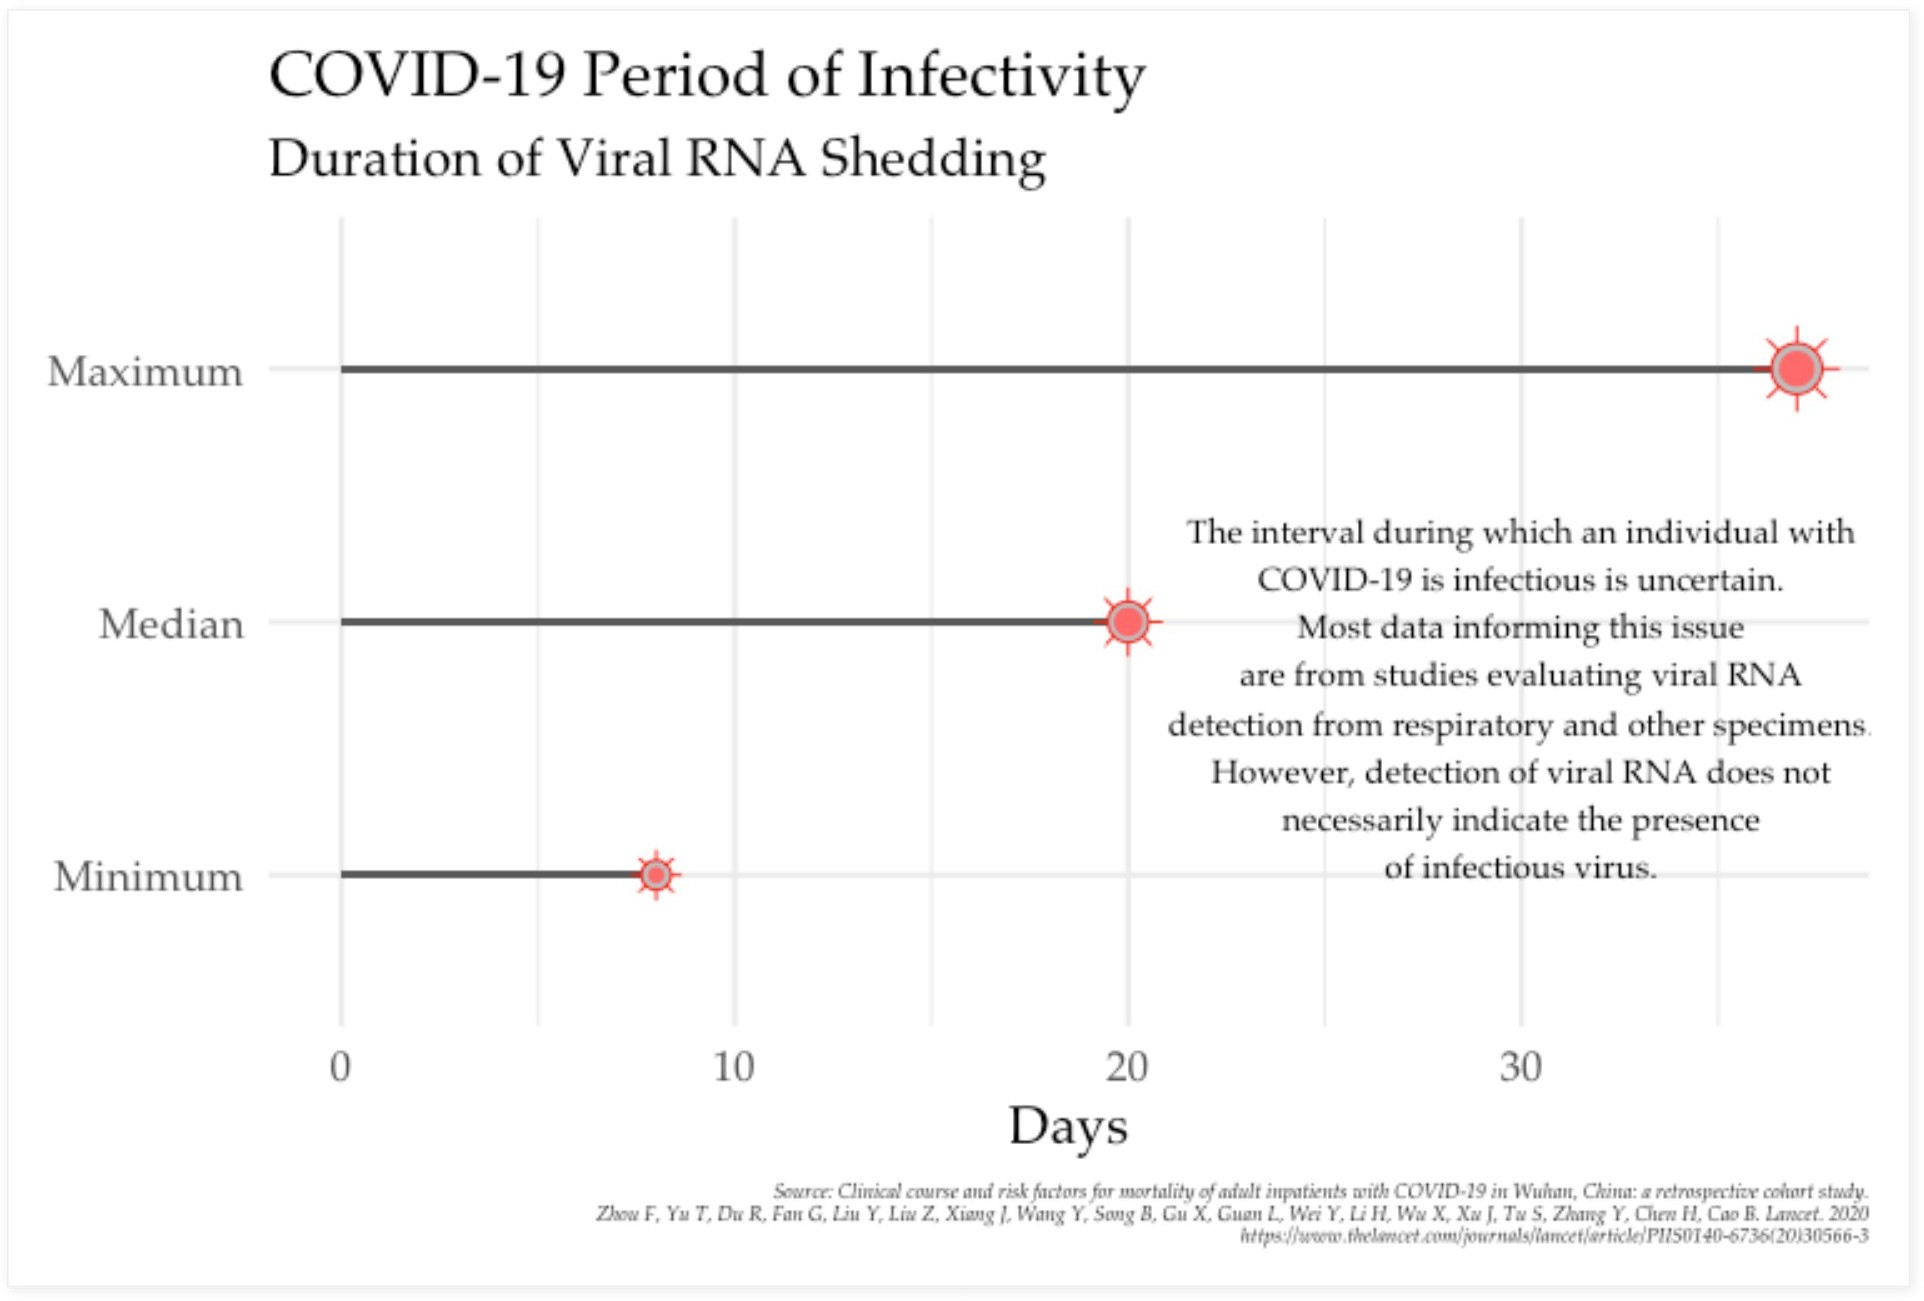 COVID-19 Period of Infectivity
Duration of Viral RNA Shedding
Maximum
Median
Minimum
The interval during which an individual with
COVID-19 is infectious is uncertain.
Most data informing this issue
are from studies evaluating viral RNA
detection from respiratory and other specimens.
However, detection of viral RNA does not
necessarily indicate the presence
of infectious virus.
0 10 20 30
Days
Source: Clinical course and risk factors for mortality of adult inpatients with COVID-19 in Wuhan, China: a retrospective cohort study.
Zhou F, Yu T, Du R, Fan G, Liu Y, Liu Z, Xiang J, Wang Y, Song B, Gu X, Guan L, Wei Y, Li H, Wu X, Xu J, Tu S, Zhang Y, Chen H, Cao B. Lancet. 2020
https://www.thelancet.com/journals/lancet/article/PIIS0140-6736(20)30566-3